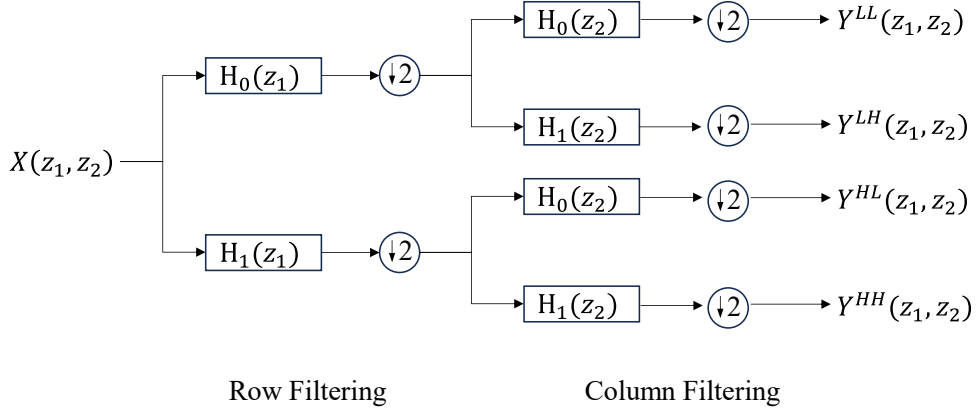 H₀(z₂) ↓2 Y^{LL}(z₁, z₂)
H₀(z₁) ↓2
H₁(z₂) ↓2 Y^{LH}(z₁, z₂)
X(z₁, z₂)
H₀(z₂) ↓2 Y^{HL}(z₁, z₂)
H₁(z₁) ↓2
H₁(z₂) ↓2 Y^{HH}(z₁, z₂)
Row Filtering Column Filtering